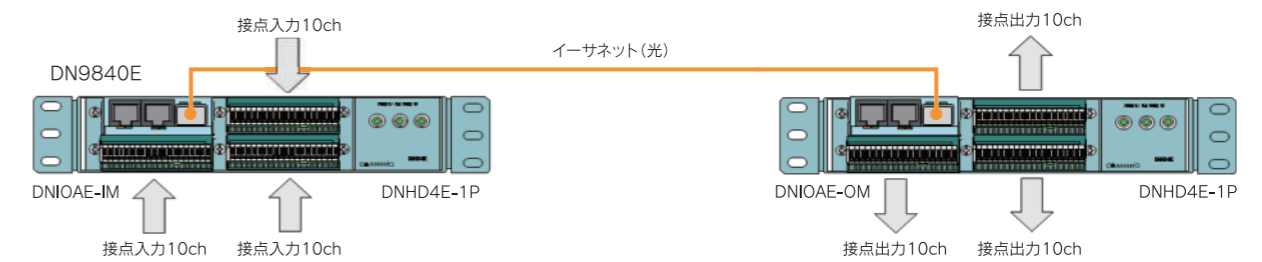 接点入力10ch
接点出力10ch
イーサネット(光)
DN9840E
DNIOAE-IM
DNHD4E-1P
DNIOAE-OM
DNHD4E-1P
接点入力10ch
接点入力10ch
接点出力10ch
接点出力10ch